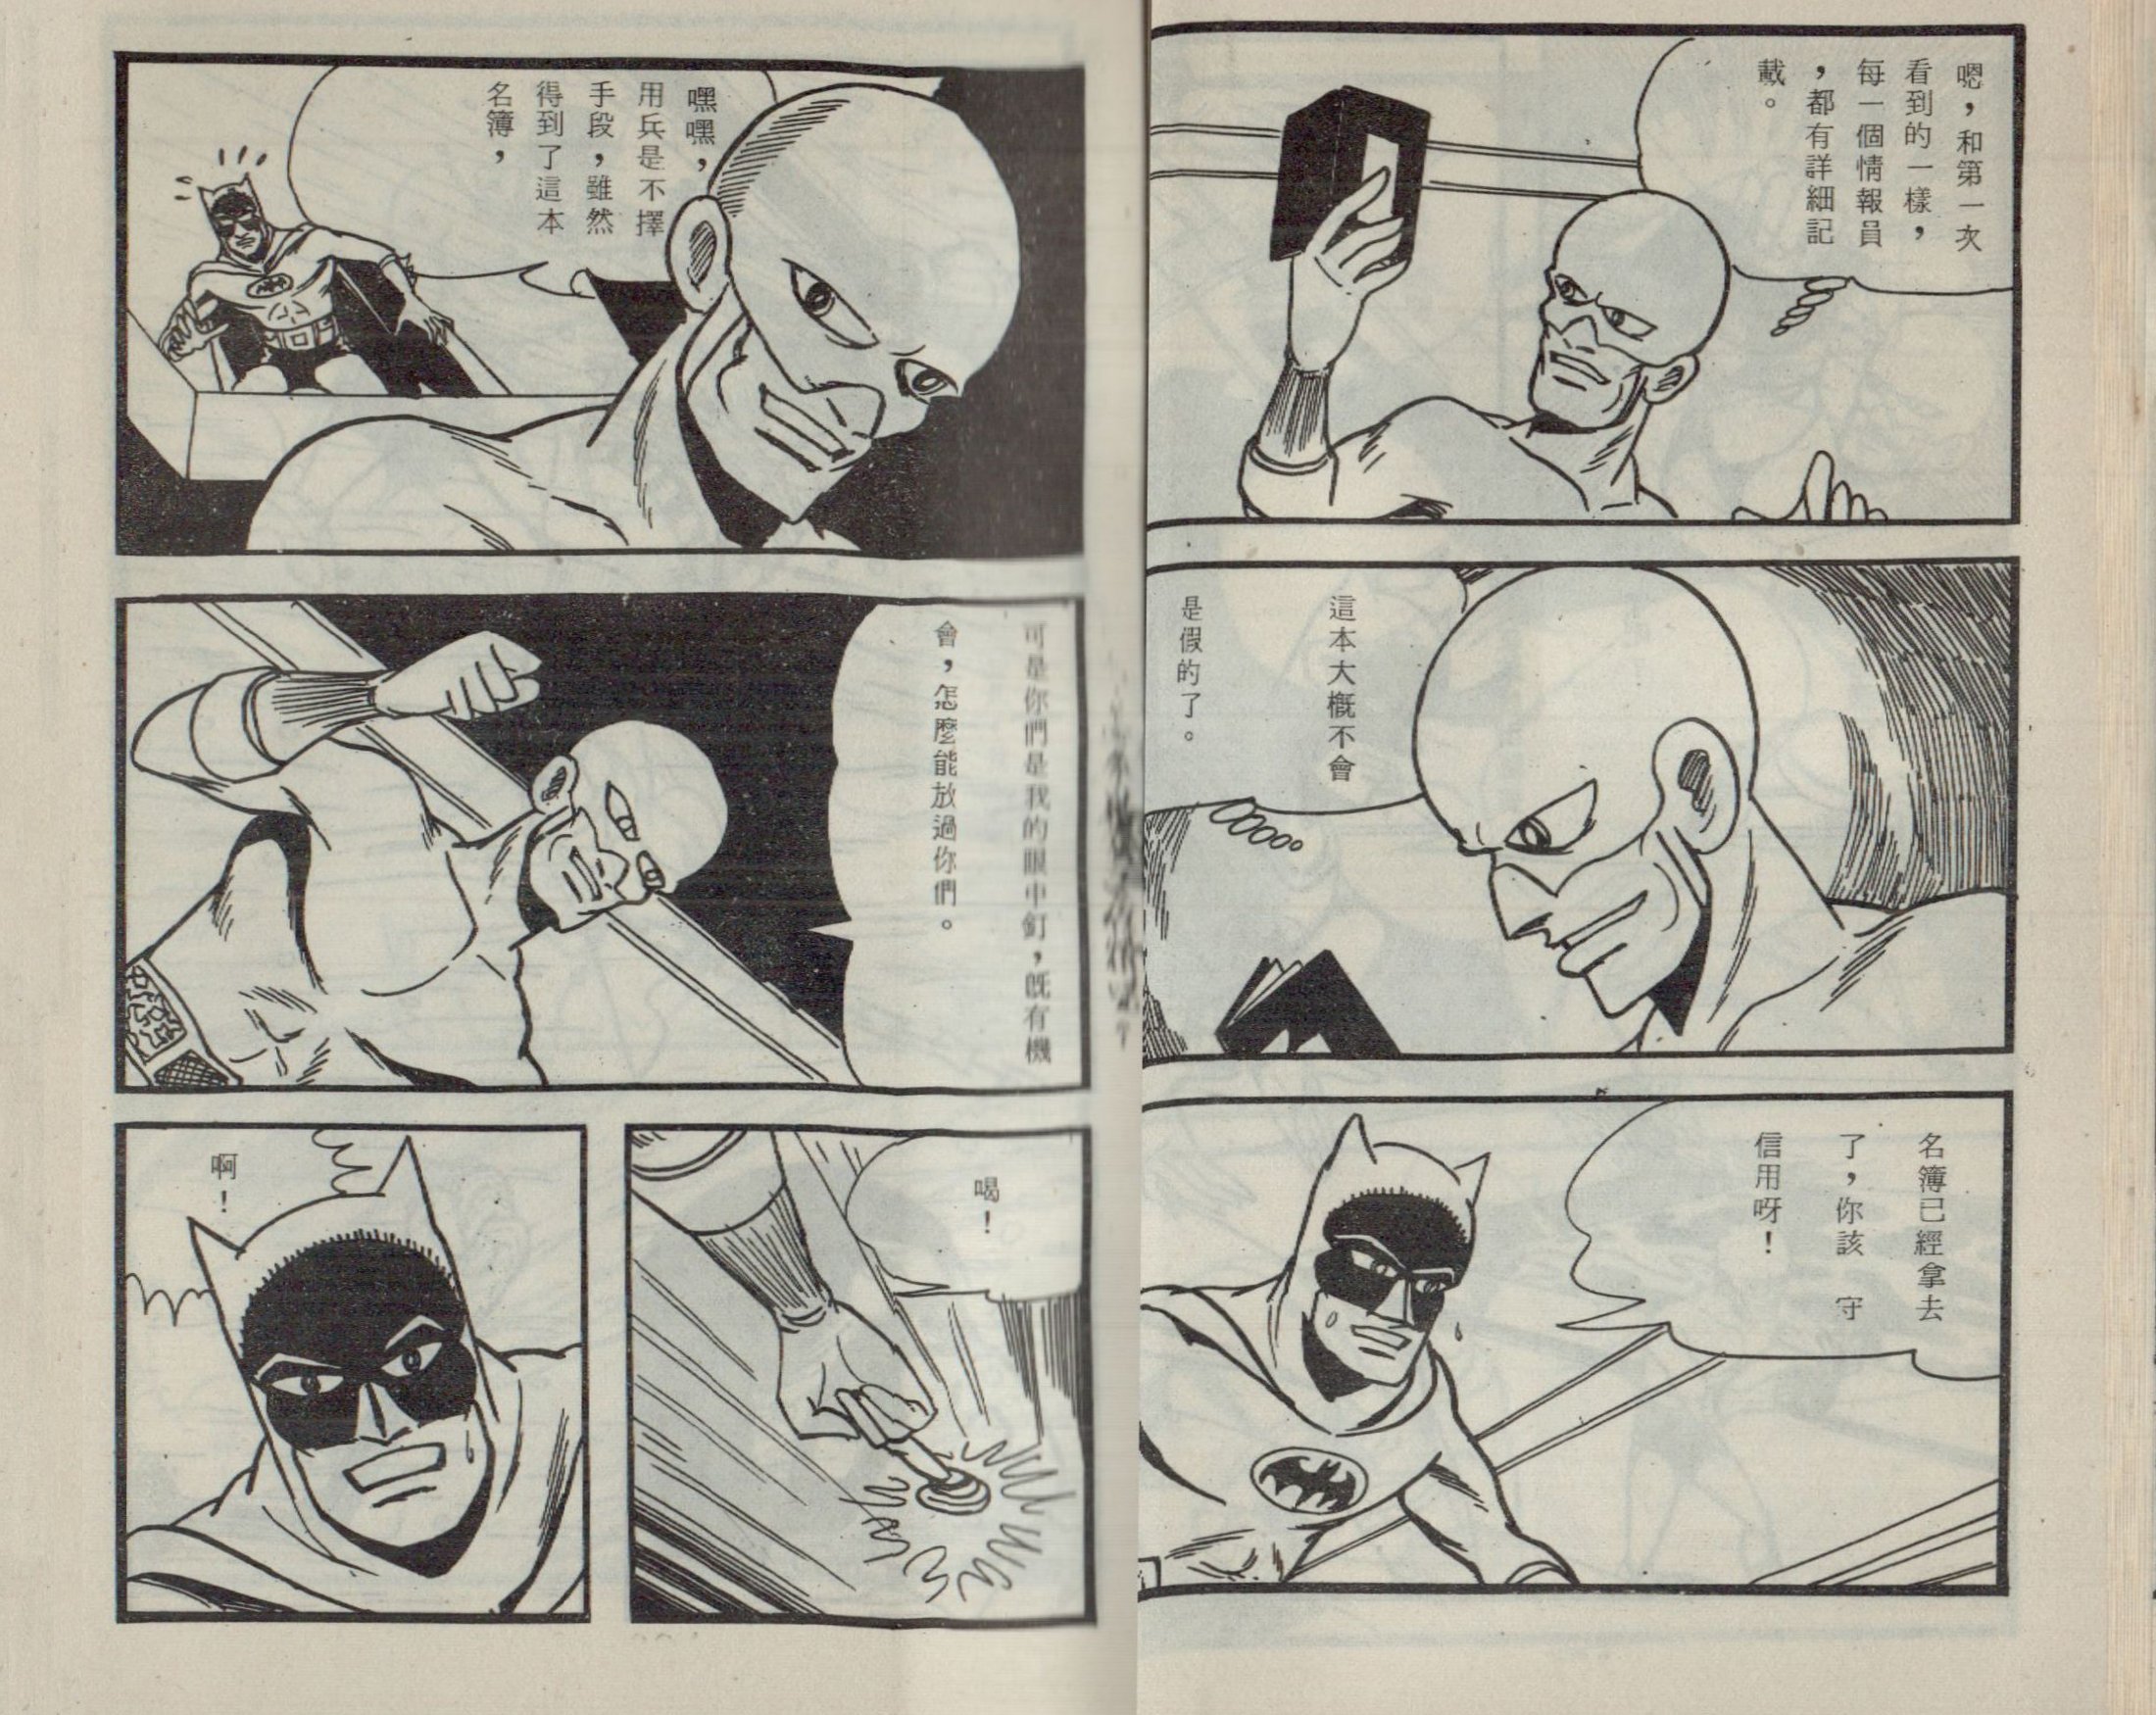 嗯，和第一次
看到的一樣，
每一個情報員
，都有詳細記
載。
這本大概不會
是假的了。
名簿已經拿去
了，你該　守
信用呀！
嘿嘿，
用兵是不擇
手段，雖然
得到了這本
名簿，
可是你們是我的眼中釘，既有機
會，怎麼能放過你們。
喝！
啊！